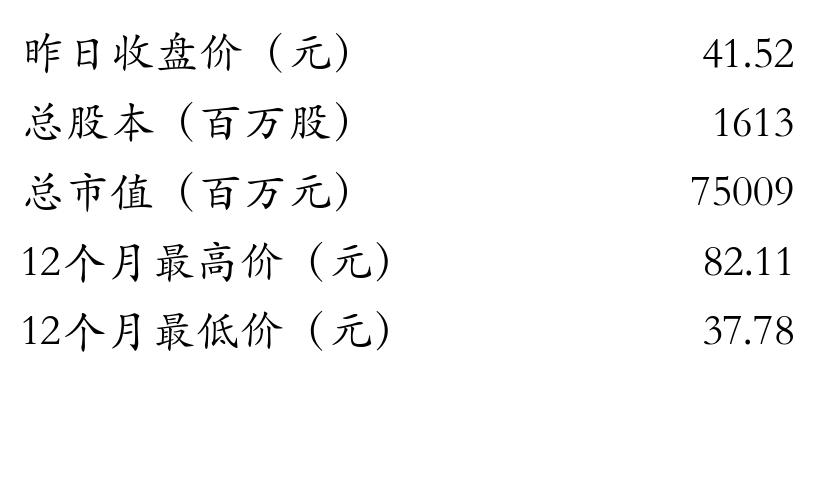 昨日收盘价（元） 41.52
总股本（百万股） 1613
总市值（百万元） 75009
12个月最高价（元） 82.11
12个月最低价（元） 37.78